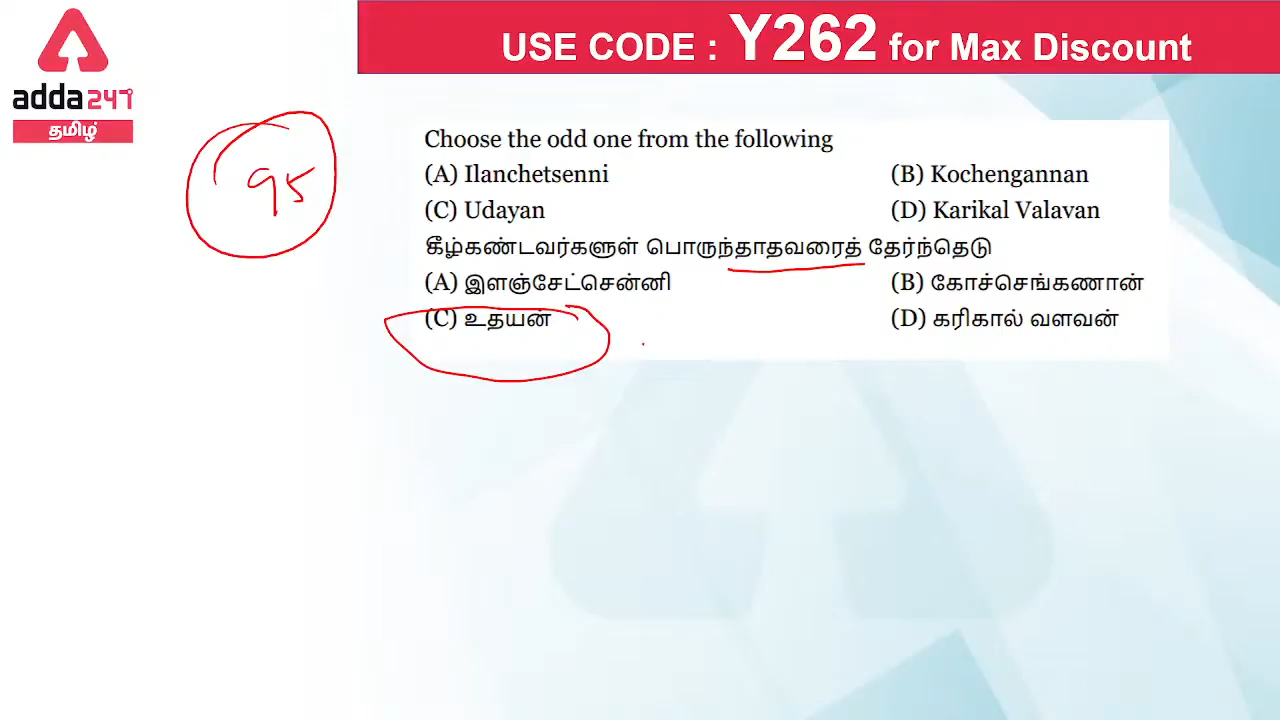 USE CODE : Y262 for Max Discount
adda247
தமிழ்
95
Choose the odd one from the following
(A) Ilanchetsenni (B) Kochengannan
(C) Udayan (D) Karikal Valavan
கீழ்கண்டவர்களுள் பொருந்தாதவரைத் தேர்ந்தெடு
(A) இளஞ்சேட்சென்னி (B) கோச்செங்கணான்
(C) உதயன் (D) கரிகால் வளவன்